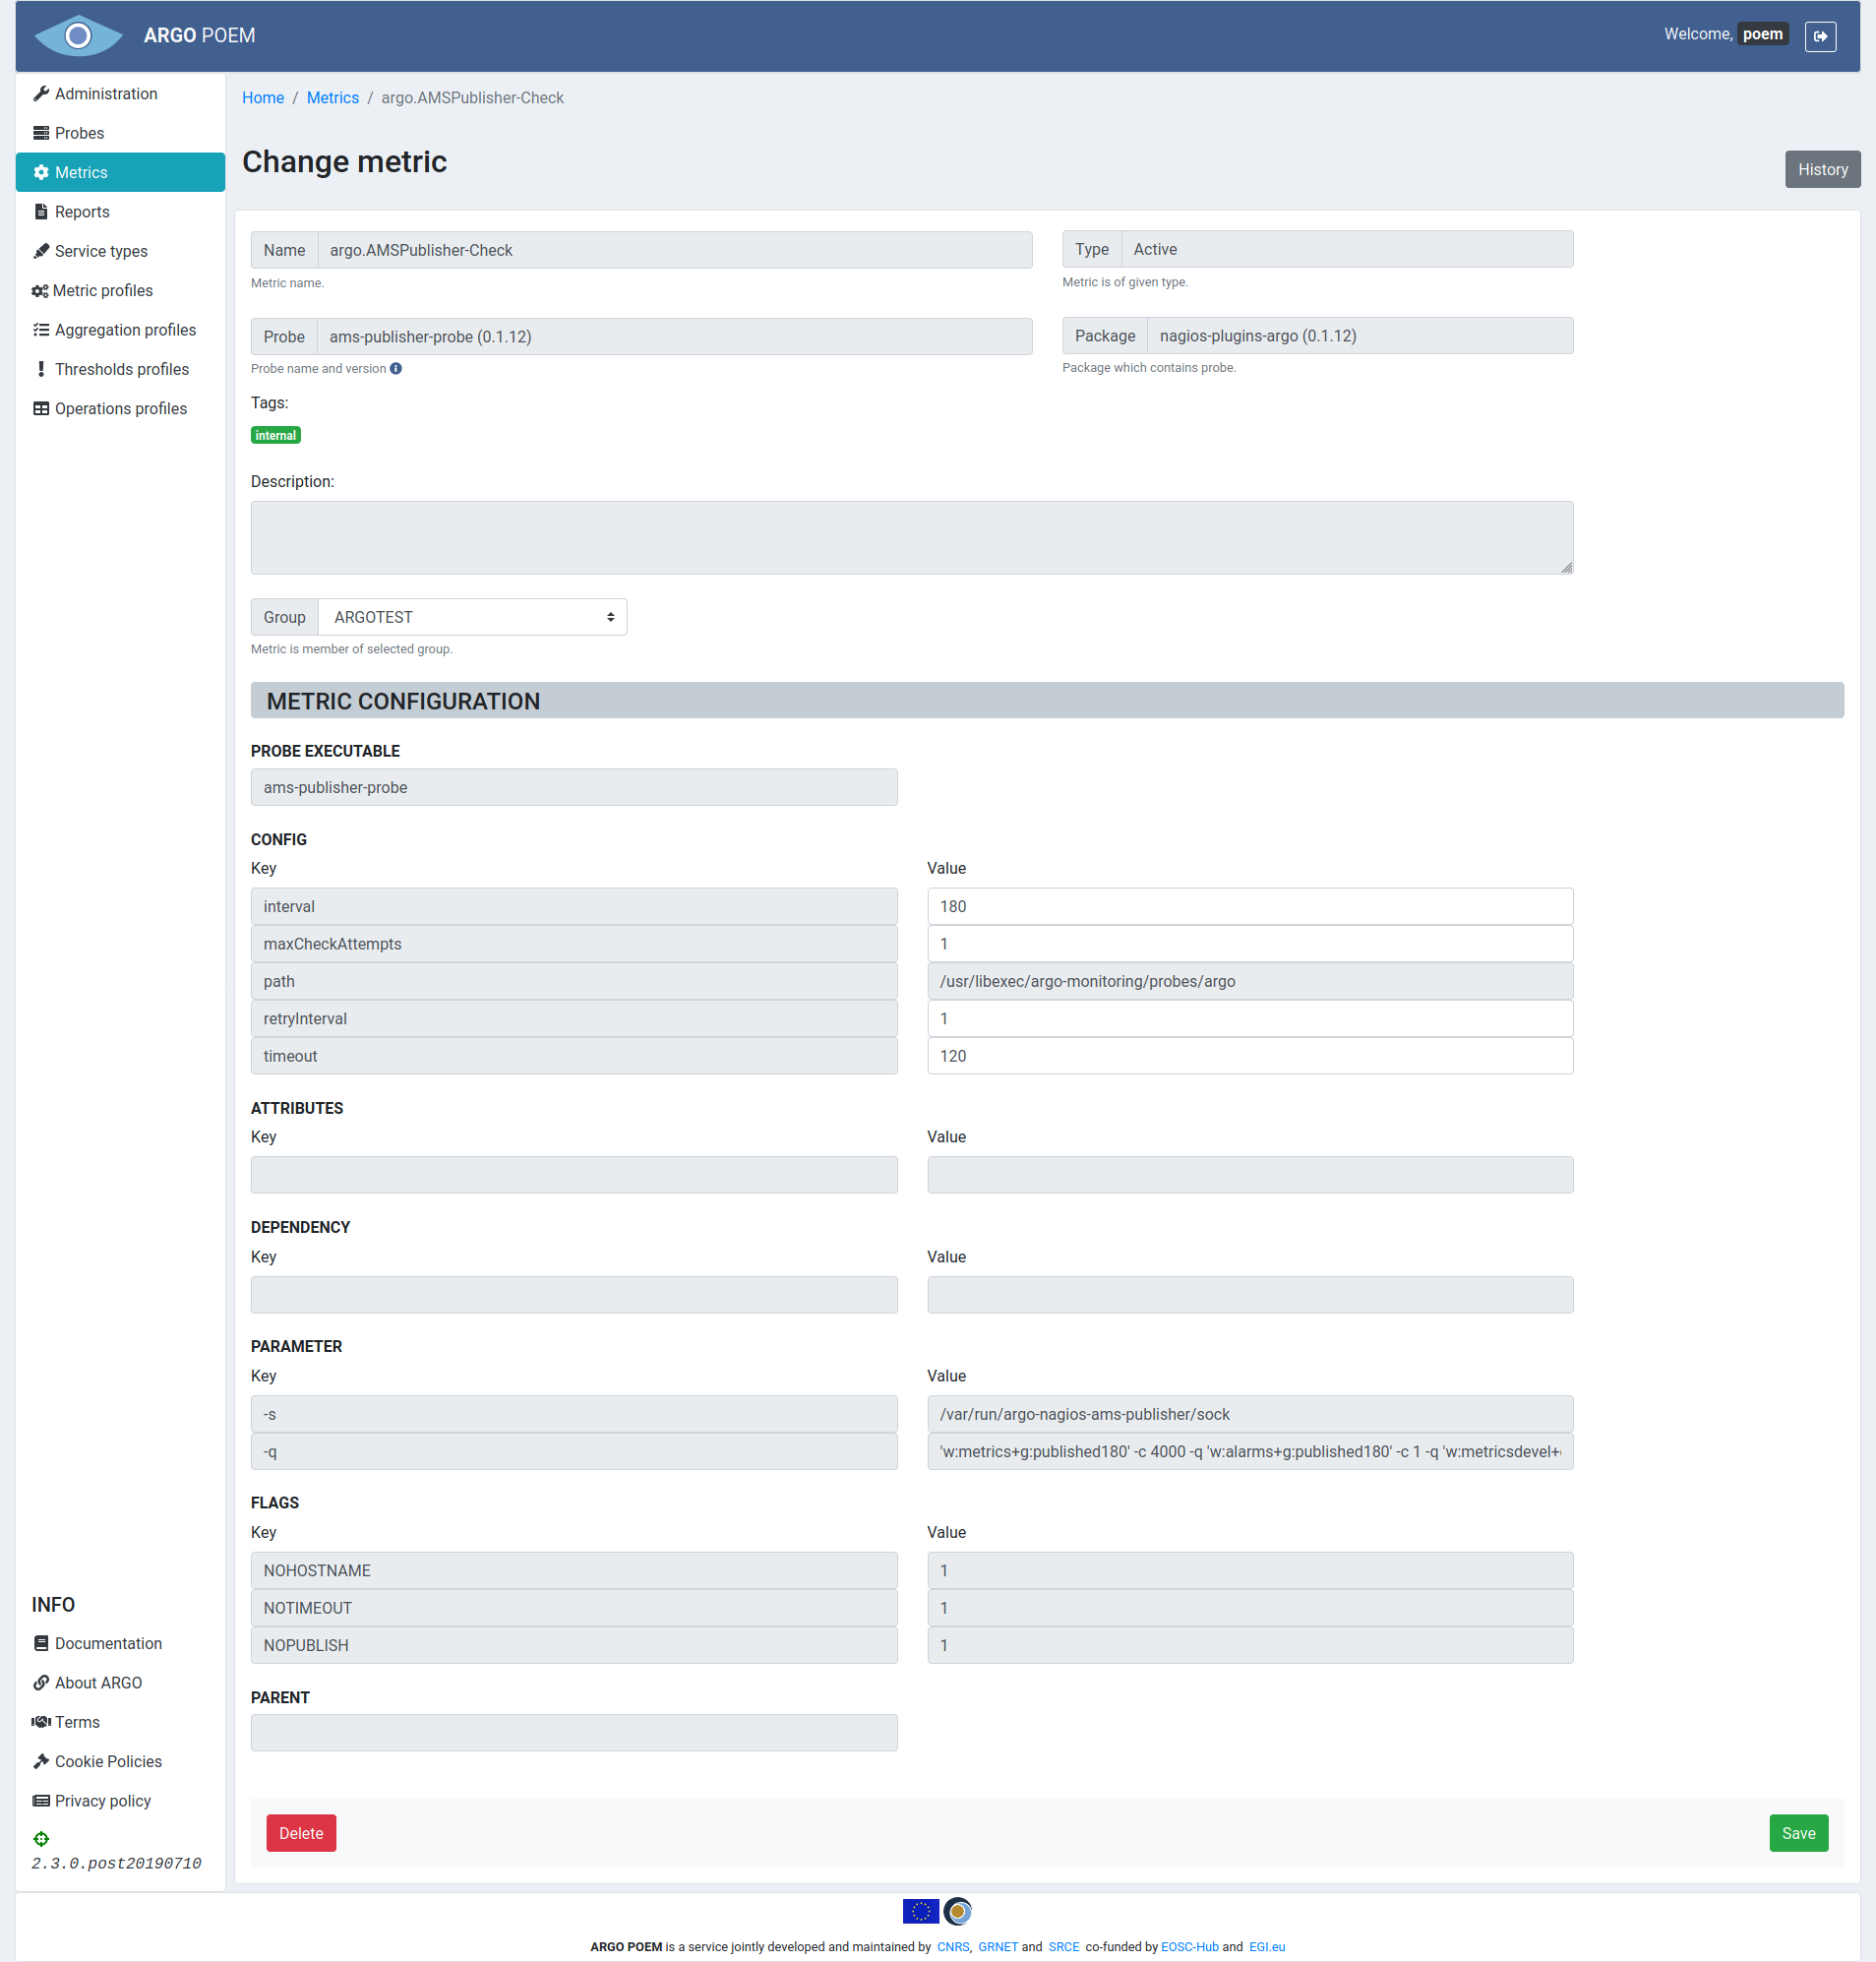 ARGO POEM
Welcome, poem
Administration
Probes
Metrics
Reports
Service types
Metric profiles
Aggregation profiles
Thresholds profiles
Operations profiles
Home / Metrics / argo.AMSPublisher-Check
Change metric
History
Name argo.AMSPublisher-Check
Type Active
Metric name.
Metric is of given type.
Probe ams-publisher-probe (0.1.12)
Package nagios-plugins-argo (0.1.12)
Probe name and version
Package which contains probe.
Tags:
internal
Description:
Group ARGOTEST
Metric is member of selected group.
METRIC CONFIGURATION
PROBE EXECUTABLE
ams-publisher-probe
CONFIG
Key Value
interval 180
maxCheckAttempts 1
path /usr/libexec/argo-monitoring/probes/argo
retryInterval 1
timeout 120
ATTRIBUTES
Key Value
DEPENDENCY
Key Value
PARAMETER
Key Value
-s /var/run/argo-nagios-ams-publisher/sock
-q 'w:metrics+g:published180' -c 4000 -q 'w:alarms+g:published180' -c 1 -q 'w:metricsdevel+
FLAGS
Key Value
NOHOSTNAME 1
NOTIMEOUT 1
NOPUBLISH 1
PARENT
Delete
Save
INFO
Documentation
About ARGO
Terms
Cookie Policies
Privacy policy
2.3.0.post20190710
ARGO POEM is a service jointly developed and maintained by CNRS, GRNET and SRCE co-funded by EOSC-Hub and EGI.eu